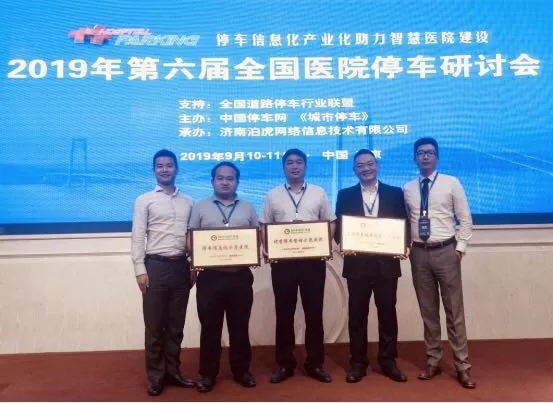 HOSPITAL PARKING
停车信息化产业化助力智慧医院建设
2019年第六届全国医院停车研讨会
支持：全国道路停车行业联盟
主办：中国停车网 《城市停车》
承办：济南泊虎网络信息技术有限公司
2019年9月10-11 中国
停车信息化示范医院
优秀停车管理示范医院